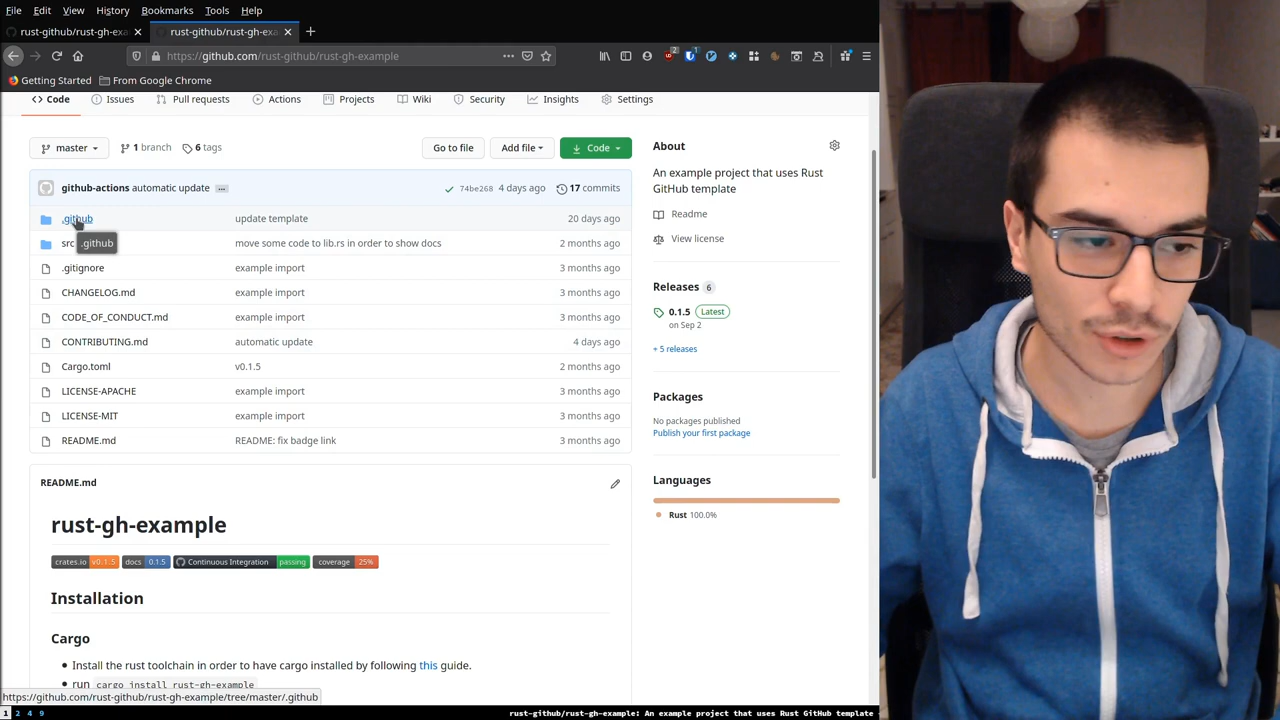 File Edit View History Bookmarks Tools Help
rust-github/rust-gh-exa rust-github/rust-gh-exa
https://github.com/rust-github/rust-gh-example
2 1
Getting Started From Google Chrome
Code Issues Pull requests Actions Projects Wiki Security Insights Settings
master 1 branch 6 tags Go to file Add file Code
github-actions automatic update ... 74be268 4 days ago 17 commits
.github update template 20 days ago
src .github move some code to lib.rs in order to show docs 2 months ago
.gitignore example import 3 months ago
CHANGELOG.md example import 3 months ago
CODE_OF_CONDUCT.md example import 3 months ago
CONTRIBUTING.md automatic update 4 days ago
Cargo.toml v0.1.5 2 months ago
LICENSE-APACHE example import 3 months ago
LICENSE-MIT example import 3 months ago
README.md README: fix badge link 3 months ago
About
An example project that uses Rust
GitHub template
Readme
View license
Releases 6
0.1.5 Latest
on Sep 2
+ 5 releases
Packages
No packages published
Publish your first package
Languages
Rust 100.0%
README.md
rust-gh-example
crates.io v0.1.5 docs 0.1.5 Continuous Integration passing coverage 25%
Installation
Cargo
Install the rust toolchain in order to have cargo installed by following this guide.
run cargo install rust-gh-example
https://github.com/rust-github/rust-gh-example/tree/master/.github
1 2 4 9 rust-github/rust-gh-example: An example project that uses Rust GitHub template